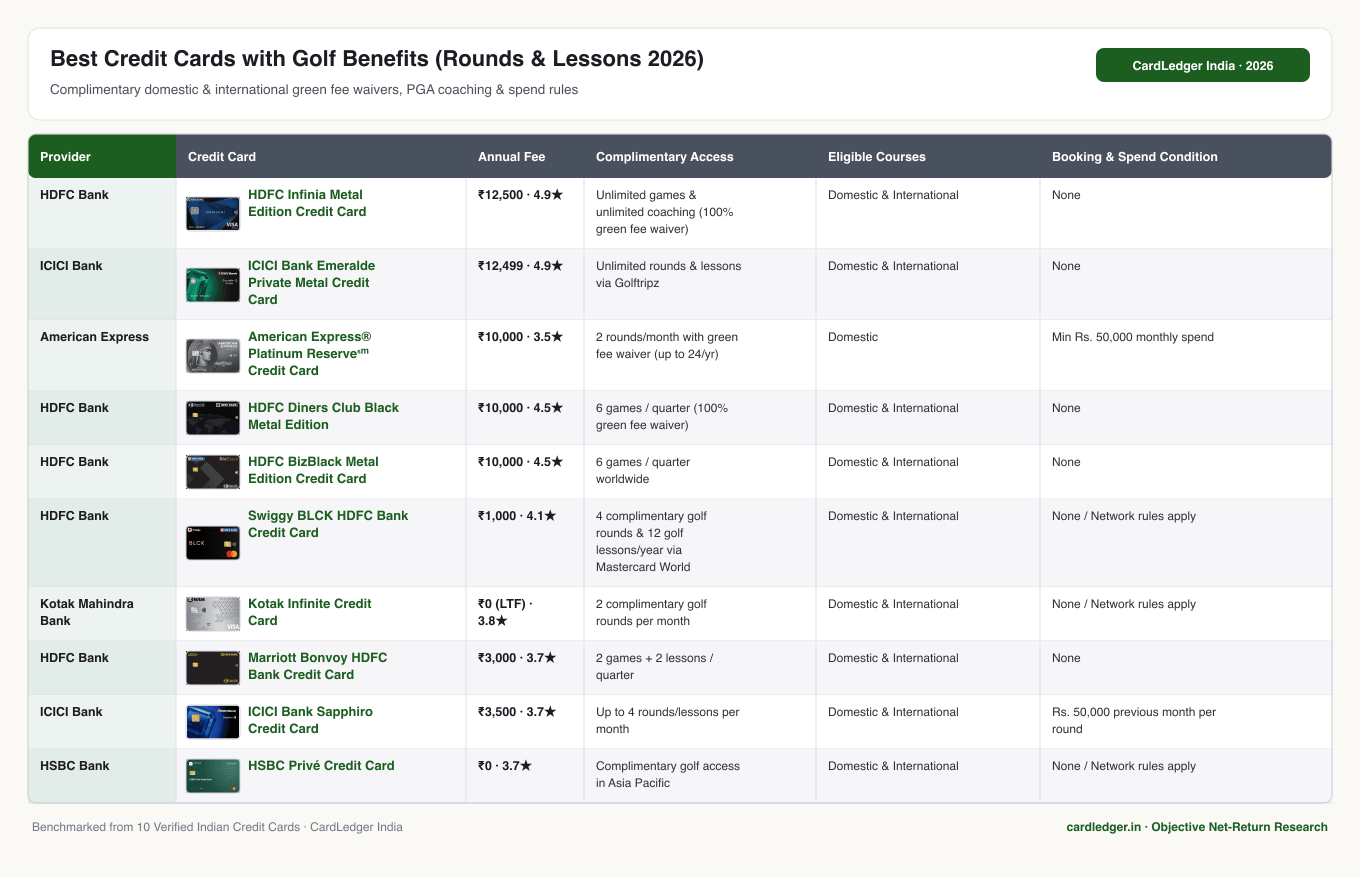 Best Credit Cards with Golf Benefits (Rounds & Lessons 2026)
Complimentary domestic & international green fee waivers, PGA coaching & spend rules
CardLedger India · 2026
Provider
Credit Card
Annual Fee
Complimentary Access
Eligible Courses
Booking & Spend Condition
HDFC Bank
HDFC Infinia Metal
Edition Credit Card
₹12,500 · 4.9★
Unlimited games &
unlimited coaching (100%
green fee waiver)
Domestic & International
None
ICICI Bank
ICICI Bank Emeralde
Private Metal Credit
Card
₹12,499 · 4.9★
Unlimited rounds & lessons
via Golftripz
Domestic & International
None
American Express
American Express®
Platinum Reserve℠
Credit Card
₹10,000 · 3.5★
2 rounds/month with green
fee waiver (up to 24/yr)
Domestic
Min Rs. 50,000 monthly spend
HDFC Bank
HDFC Diners Club Black
Metal Edition
₹10,000 · 4.5★
6 games / quarter (100%
green fee waiver)
Domestic & International
None
HDFC Bank
HDFC BizBlack Metal
Edition Credit Card
₹10,000 · 4.5★
6 games / quarter
worldwide
Domestic & International
None
HDFC Bank
BLCK
Swiggy BLCK HDFC Bank
Credit Card
₹1,000 · 4.1★
4 complimentary golf
rounds & 12 golf
lessons/year via
Mastercard World
Domestic & International
None / Network rules apply
Kotak Mahindra
Bank
kotak
VISA
Kotak Infinite Credit
Card
₹0 (LTF) ·
3.8★
2 complimentary golf
rounds per month
Domestic & International
None / Network rules apply
HDFC Bank
Marriott Bonvoy HDFC
Bank Credit Card
₹3,000 · 3.7★
2 games + 2 lessons /
quarter
Domestic & International
None
ICICI Bank
ICICI Bank Sapphiro
Credit Card
₹3,500 · 3.7★
Up to 4 rounds/lessons per
month
Domestic & International
Rs. 50,000 previous month per
round
HSBC Bank
HSBC Privé Credit Card
₹0 · 3.7★
Complimentary golf access
in Asia Pacific
Domestic & International
None / Network rules apply
Benchmarked from 10 Verified Indian Credit Cards · CardLedger India
cardledger.in · Objective Net-Return Research